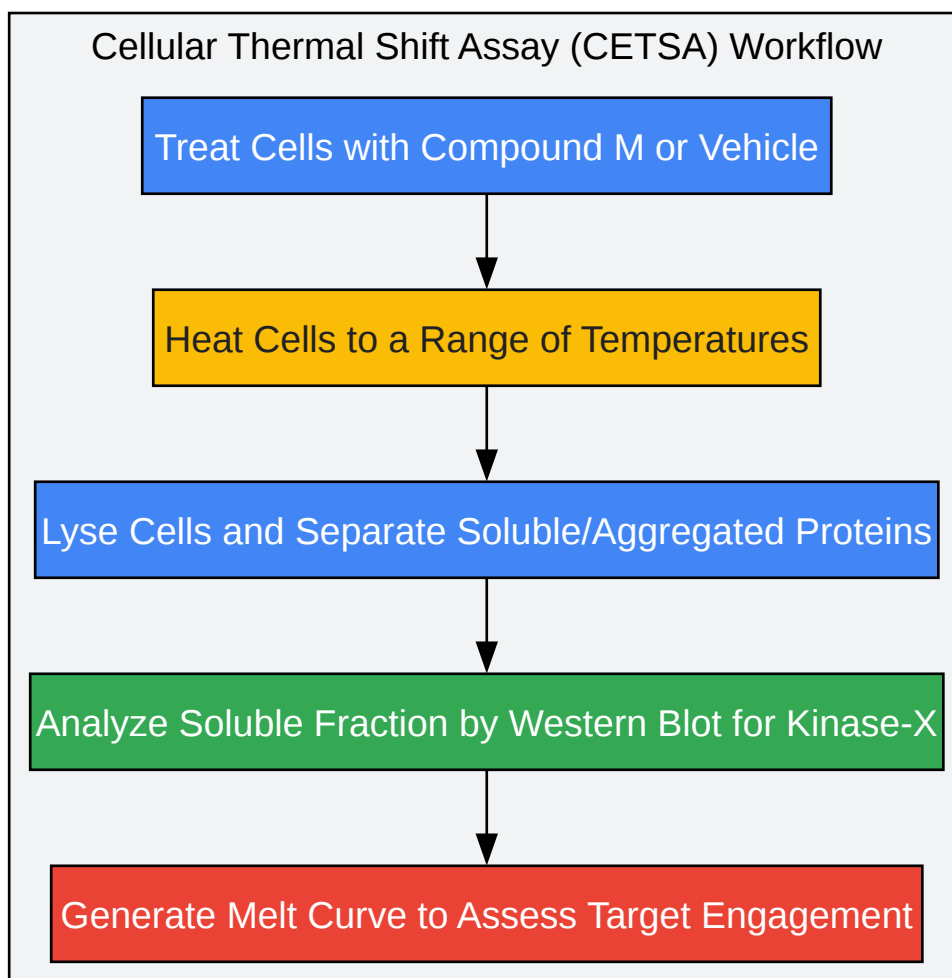 Cellular Thermal Shift Assay (CETSA) Workflow
Treat Cells with Compound M or Vehicle
Heat Cells to a Range of Temperatures
Lyse Cells and Separate Soluble/Aggregated Proteins
Analyze Soluble Fraction by Western Blot for Kinase-X
Generate Melt Curve to Assess Target Engagement